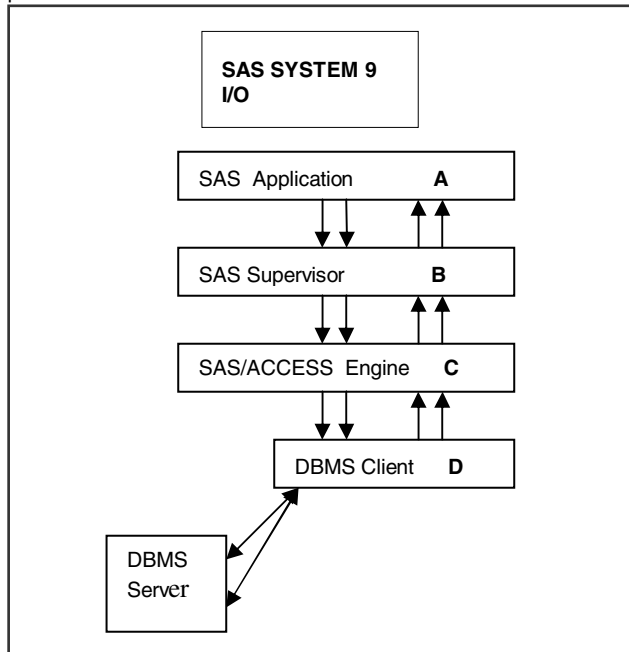 SAS SYSTEM 9
I/O
SAS Application A
SAS Supervisor B
SAS/ACCESS Engine C
DBMS Client D
DBMS
Server